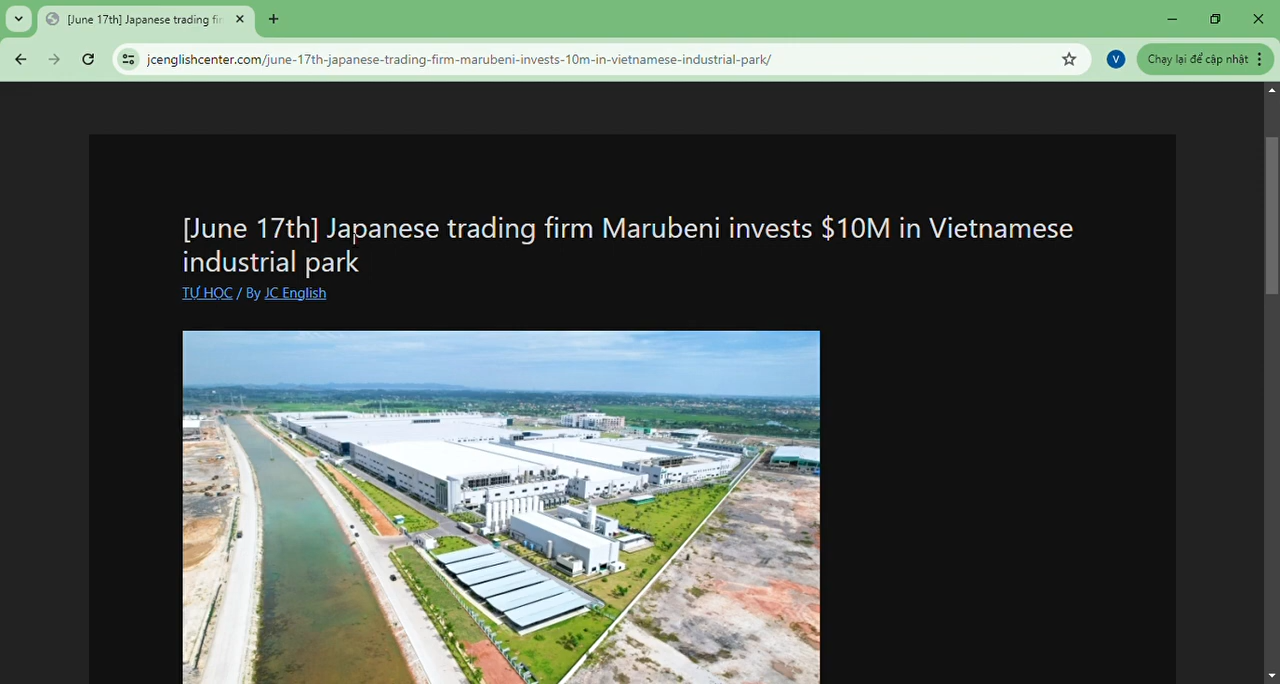 [June 17th] Japanese trading fir
jcenglishcenter.com/june-17th-japanese-trading-firm-marubeni-invests-10m-in-vietnamese-industrial-park/
V
Chạy lại để cập nhật
[June 17th] Japanese trading firm Marubeni invests $10M in Vietnamese
industrial park
TỰ HỌC / By JC English